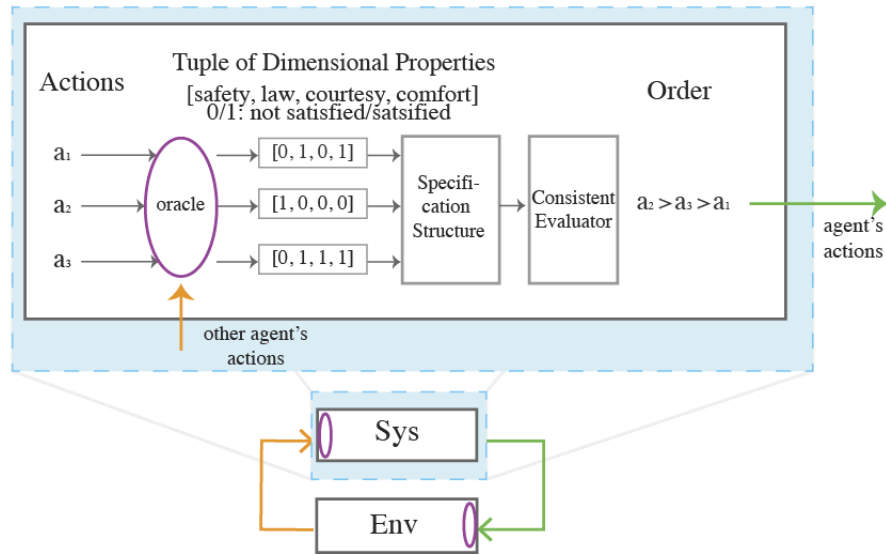 Actions
Tuple of Dimensional Properties
[safety, law, courtesy, comfort]
0/1: not satisfied/satsified
Order
a₁
a₂
a₃
oracle
[0, 1, 0, 1]
[1, 0, 0, 0]
[0, 1, 1, 1]
Specifi-
cation
Structure
Consistent
Evaluator
a₂ > a₃ > a₁
agent's
actions
other agent's
actions
Sys
Env